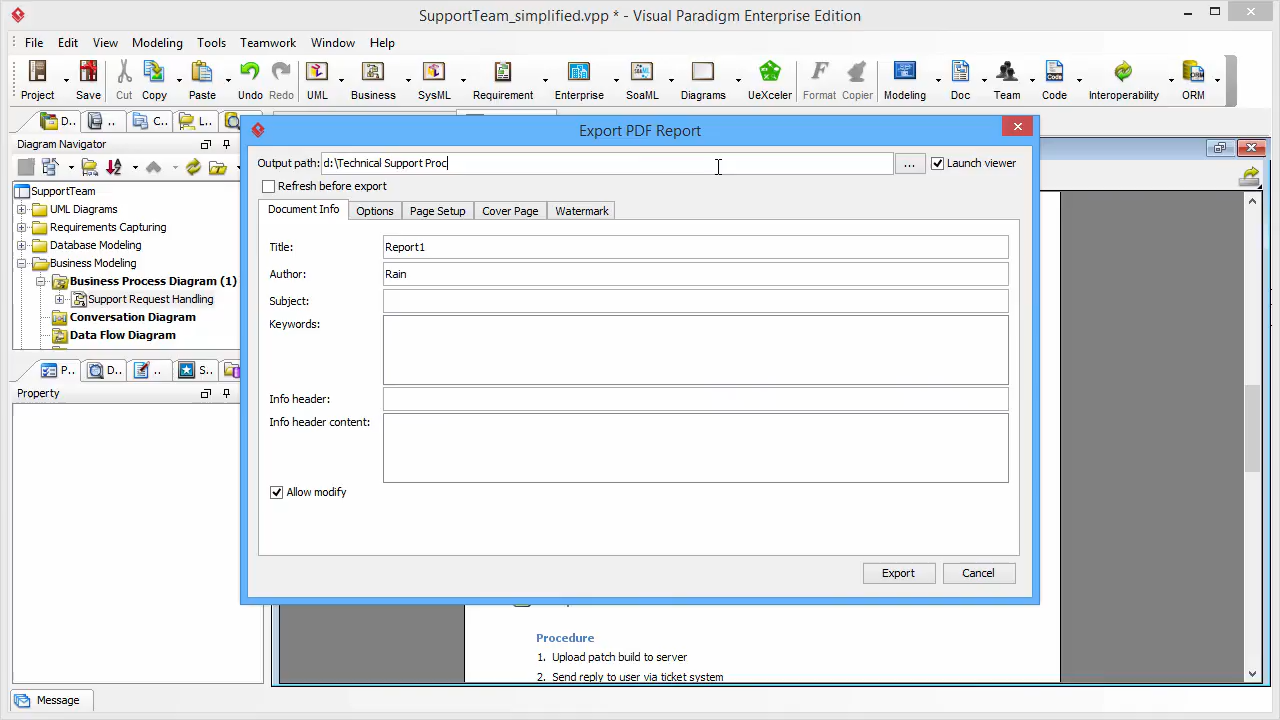 SupportTeam_simplified.vpp * - Visual Paradigm Enterprise Edition
File Edit View Modeling Tools Teamwork Window Help
Project Save Cut Copy Paste Undo Redo UML Business SysML Requirement Enterprise SoaML Diagrams UeXceler Format Copier Modeling Doc Team Code Interoperability ORM
D.. .. C.. L..
Diagram Navigator
SupportTeam
UML Diagrams
Requirements Capturing
Database Modeling
Business Modeling
Business Process Diagram (1)
Support Request Handling
Conversation Diagram
Data Flow Diagram
P.. D.. .. S..
Property
Message
Export PDF Report
Output path: d:\Technical Support Proc ... Launch viewer
Refresh before export
Document Info Options Page Setup Cover Page Watermark
Title: Report1
Author: Rain
Subject:
Keywords:
Info header:
Info header content:
Allow modify
Export Cancel
Procedure
1. Upload patch build to server
2. Send reply to user via ticket system